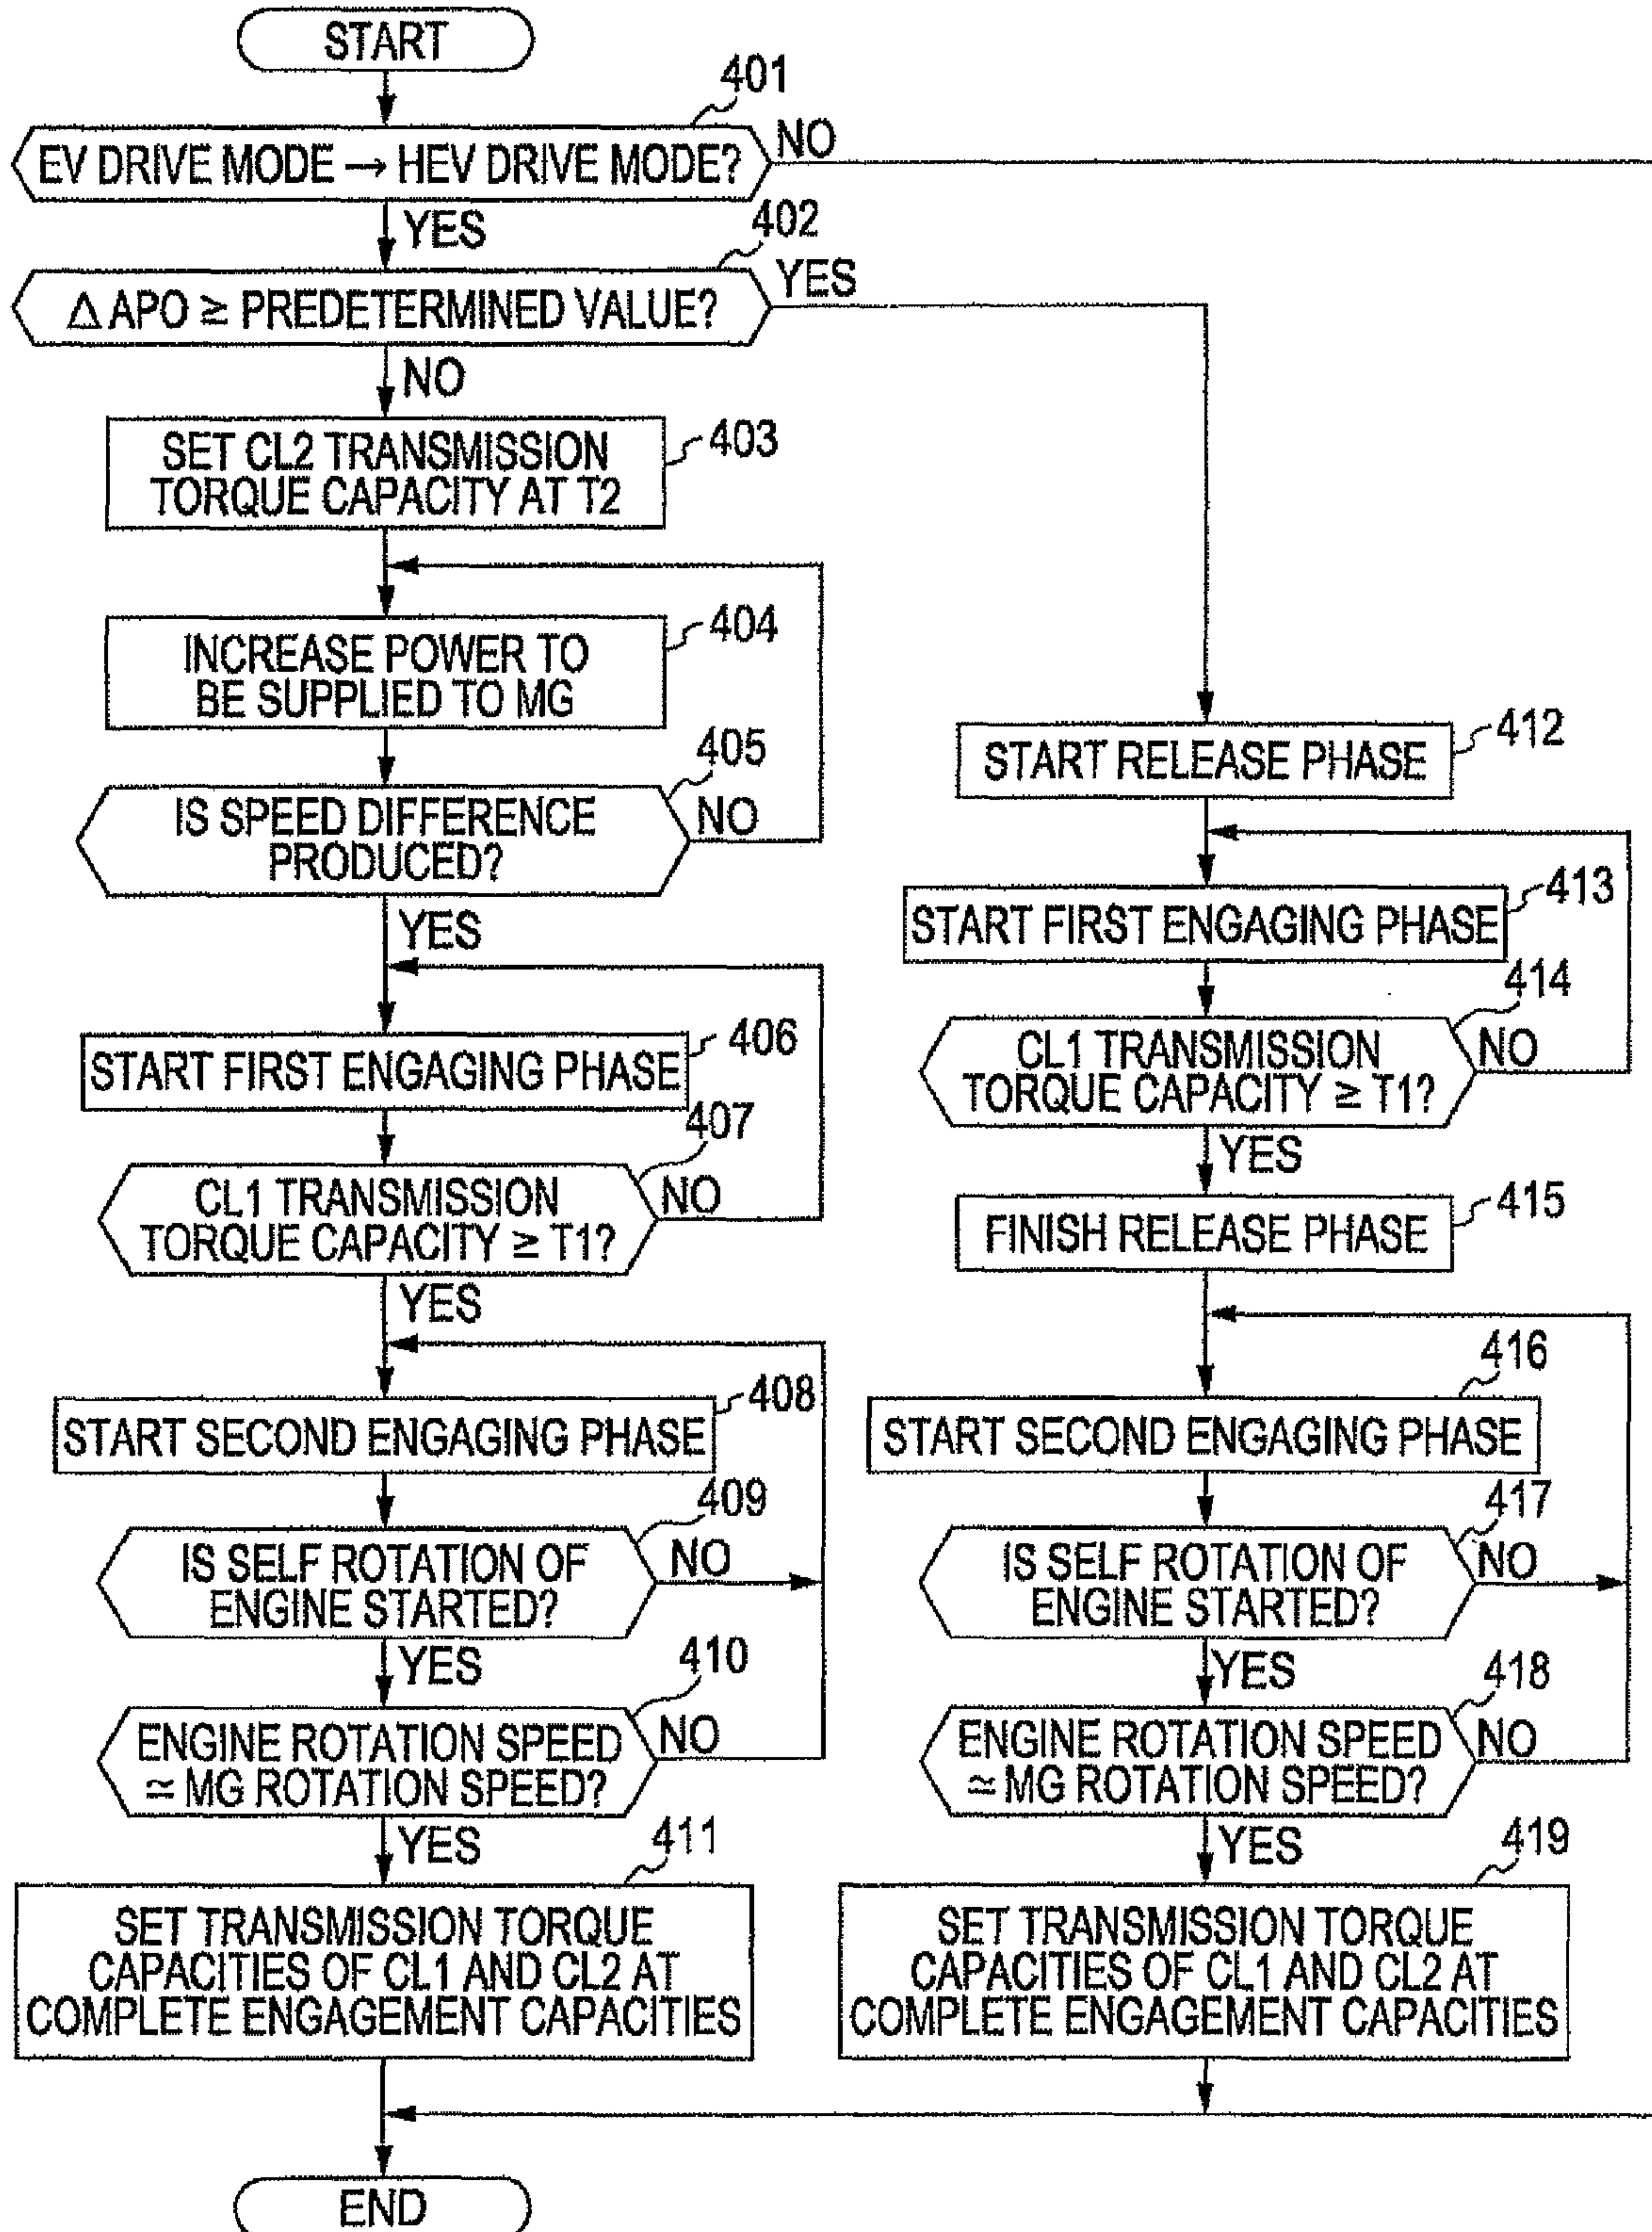 START
401
EV DRIVE MODE → HEV DRIVE MODE?
NO
YES
402
Δ APO ≥ PREDETERMINED VALUE?
YES
NO
SET CL2 TRANSMISSION
TORQUE CAPACITY AT T2
403
INCREASE POWER TO
BE SUPPLIED TO MG
404
405
IS SPEED DIFFERENCE
PRODUCED?
NO
YES
START FIRST ENGAGING PHASE
406
407
CL1 TRANSMISSION
TORQUE CAPACITY ≥ T1?
NO
YES
START SECOND ENGAGING PHASE
408
409
IS SELF ROTATION OF
ENGINE STARTED?
NO
YES
410
ENGINE ROTATION SPEED
≃ MG ROTATION SPEED?
NO
YES
411
SET TRANSMISSION TORQUE
CAPACITIES OF CL1 AND CL2 AT
COMPLETE ENGAGEMENT CAPACITIES
START RELEASE PHASE
412
START FIRST ENGAGING PHASE
413
414
CL1 TRANSMISSION
TORQUE CAPACITY ≥ T1?
NO
YES
FINISH RELEASE PHASE
415
416
START SECOND ENGAGING PHASE
417
IS SELF ROTATION OF
ENGINE STARTED?
NO
YES
418
ENGINE ROTATION SPEED
≃ MG ROTATION SPEED?
NO
YES
419
SET TRANSMISSION TORQUE
CAPACITIES OF CL1 AND CL2 AT
COMPLETE ENGAGEMENT CAPACITIES
END